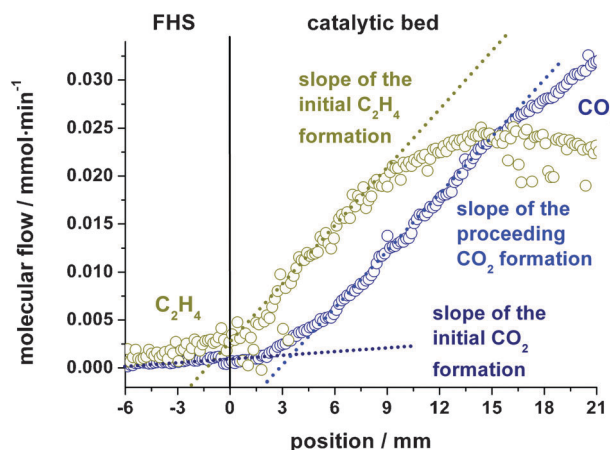 FHS
catalytic bed
slope of the
initial C₂H₄
formation
CO
C₂H₄
slope of the
proceeding
CO₂ formation
slope of the
initial CO₂
formation
molecular flow / mmol·min⁻¹
0.030
0.025
0.020
0.015
0.010
0.005
0.000
-6 -3 0 3 6 9 12 15 18 21
position / mm